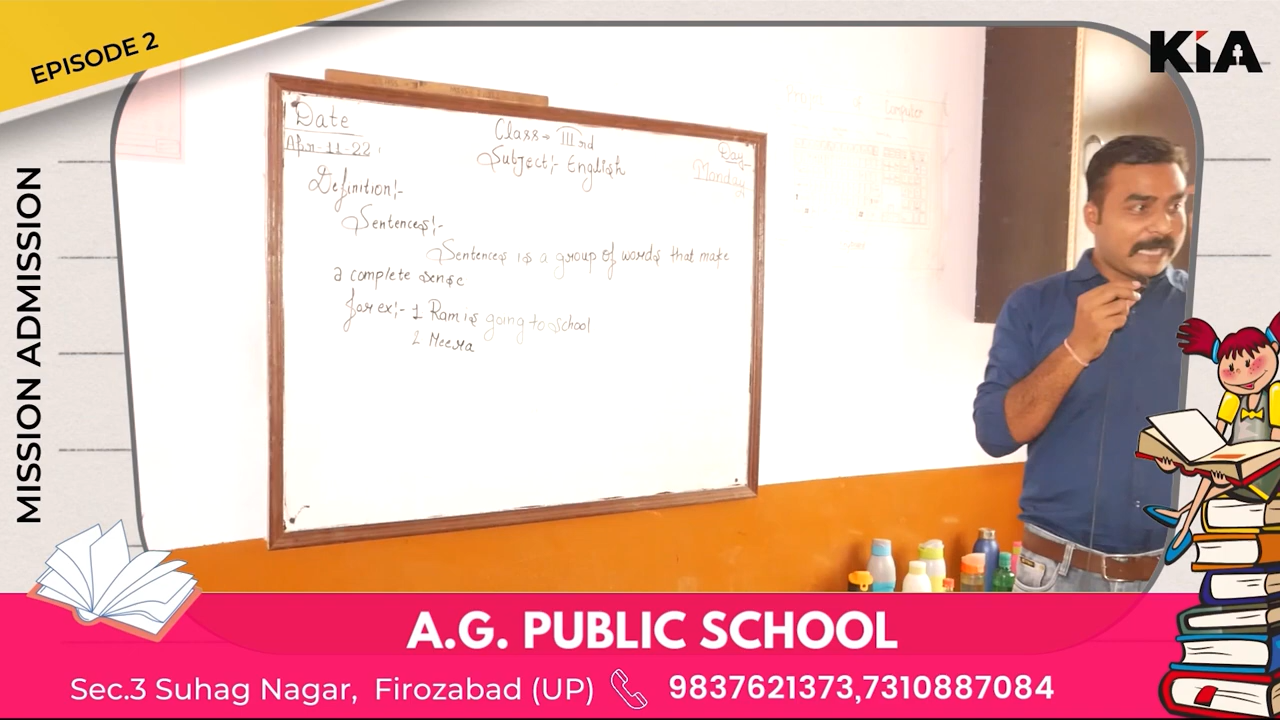 EPISODE 2
KiA
MISSION ADMISSION
Date
Apr-11-22
Class → IIIrd
Subject:- English
Day
Monday
Definition:-
Sentences:-
Sentences is a group of words that make
a complete sense
for ex:- 1 Ram is going to school
2 Meera
Computer
A.G. PUBLIC SCHOOL
Sec.3 Suhag Nagar, Firozabad (UP)
9837621373,7310887084